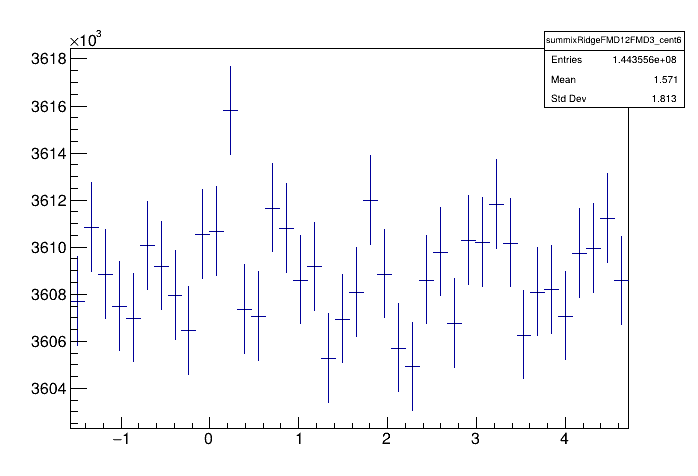 ×10³
summixRidgeFMD12FMD3_cent6
Entries 1.443556e+08
Mean 1.571
Std Dev 1.813
3618
3616
3614
3612
3610
3608
3606
3604
−1 0 1 2 3 4